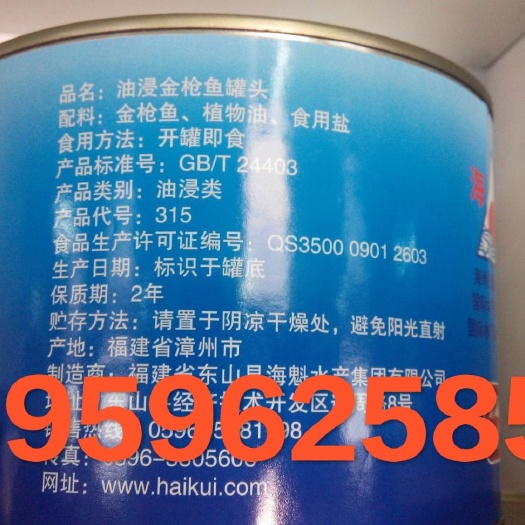 品名：油浸金枪鱼罐头
配料：金枪鱼、植物油、食用盐
食用方法：开罐即食
产品标准号：GB/T 24403
产品类别：油浸类
产品代号：315
食品生产许可证编号：QS3500 0901 2603
生产日期：标识于罐底
保质期：2年
贮存方法：请置于阴凉干燥处，避免阳光直射
产地：福建省漳州市
制造商：福建省东山县海魁水产集团有限公司
95962585
网址：www.haikui.com
海